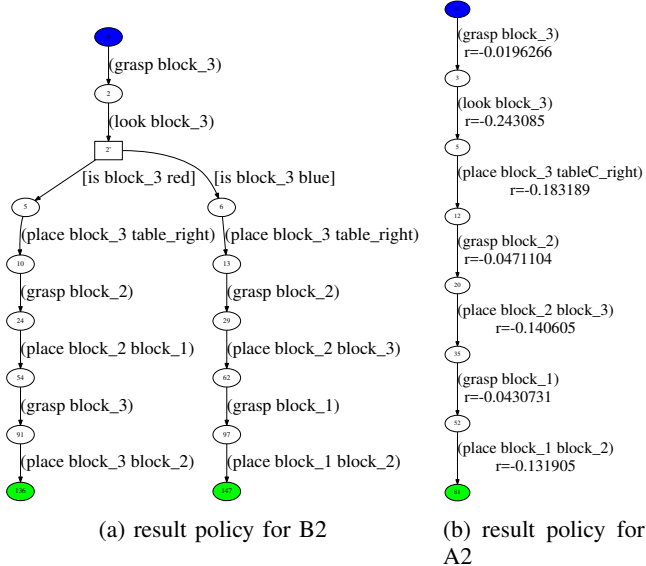 (grasp block_3)
2
(look block_3)
2'
[is block_3 red]
[is block_3 blue]
5
6
(place block_3 table_right)
(place block_3 table_right)
10
13
(grasp block_2)
(grasp block_2)
24
29
(place block_2 block_1)
(place block_2 block_3)
54
62
(grasp block_3)
(grasp block_1)
91
97
(place block_3 block_2)
(place block_1 block_2)
136
147
(a) result policy for B2
(grasp block_3)
r=-0.0196266
3
(look block_3)
r=-0.243085
5
(place block_3 tableC_right)
r=-0.183189
12
(grasp block_2)
r=-0.0471104
20
(place block_2 block_3)
r=-0.140605
35
(grasp block_1)
r=-0.0430731
52
(place block_1 block_2)
r=-0.131905
81
(b) result policy for
A2